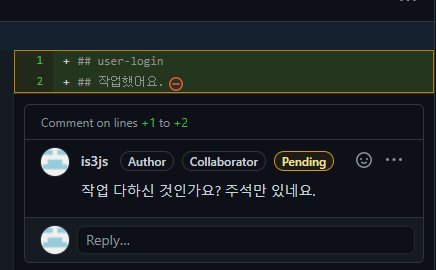 1 + ## user-login
2 + ## 작업했어요.
Comment on lines +1 to +2
is3js Author Collaborator Pending
작업 다하신 것인가요? 주석만 있네요.
Reply...